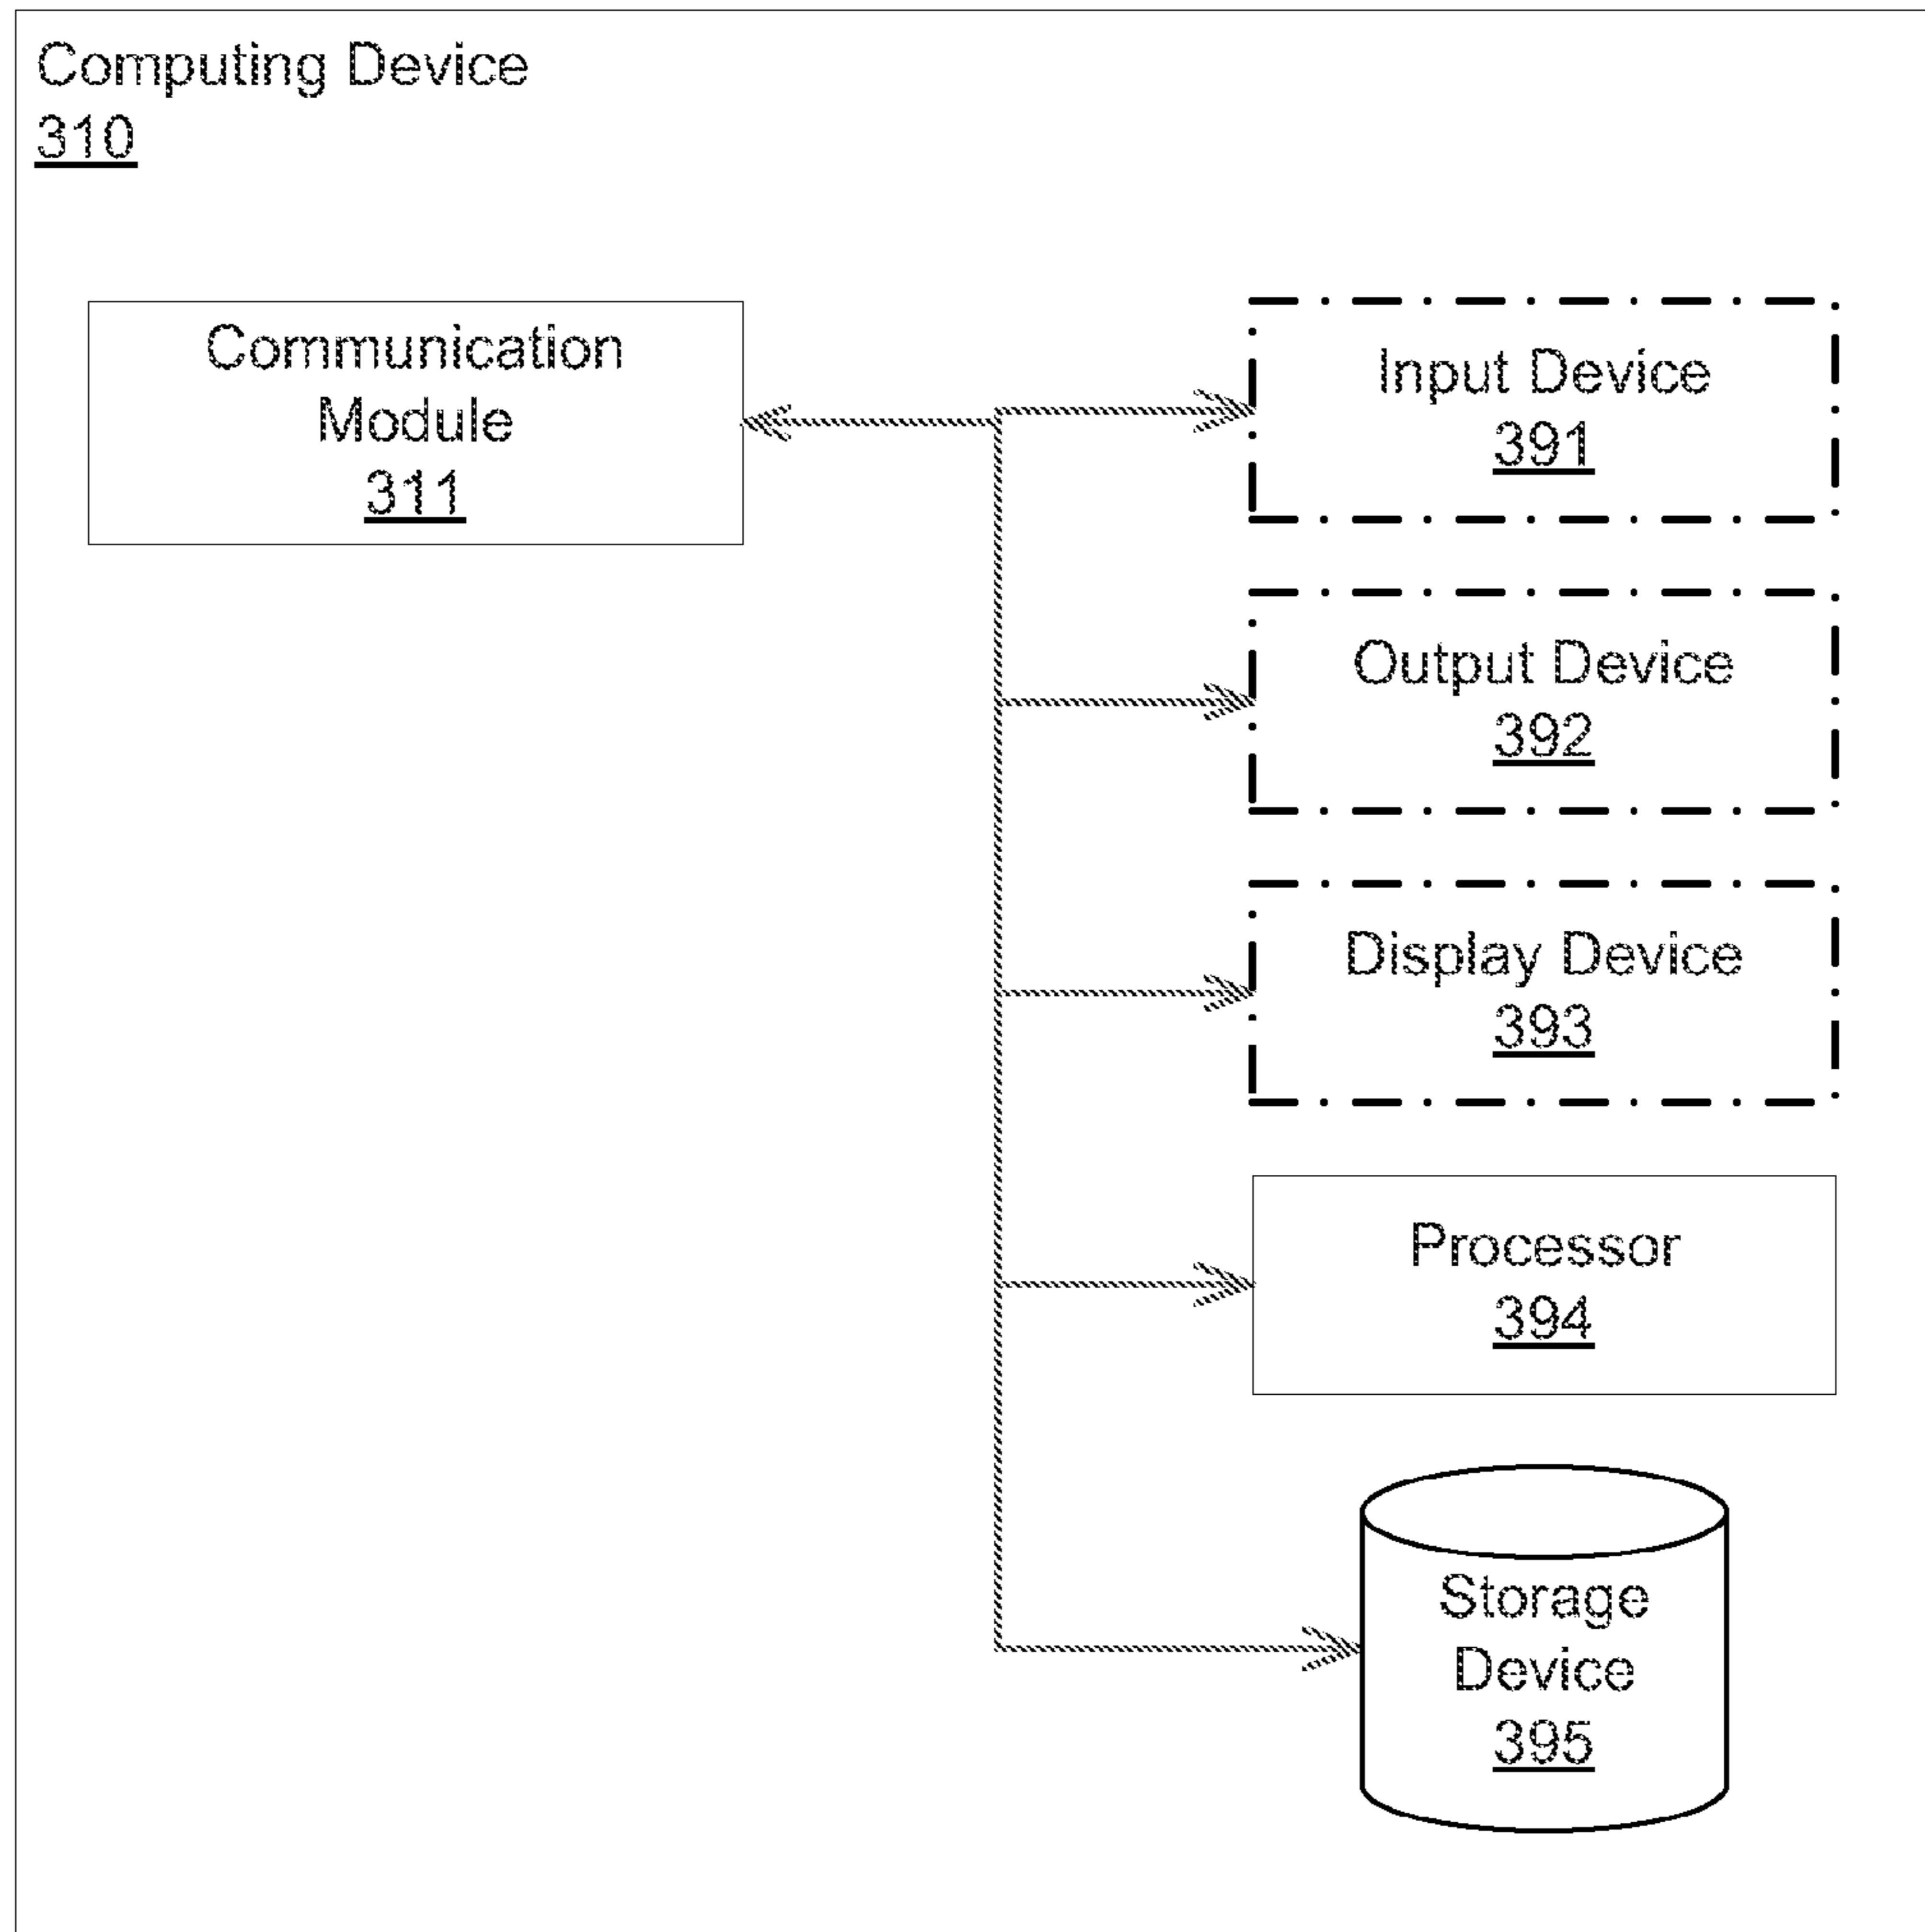 Computing Device
310
Communication
Module
311
Input Device
391
Output Device
392
Display Device
393
Processor
394
Storage
Device
395